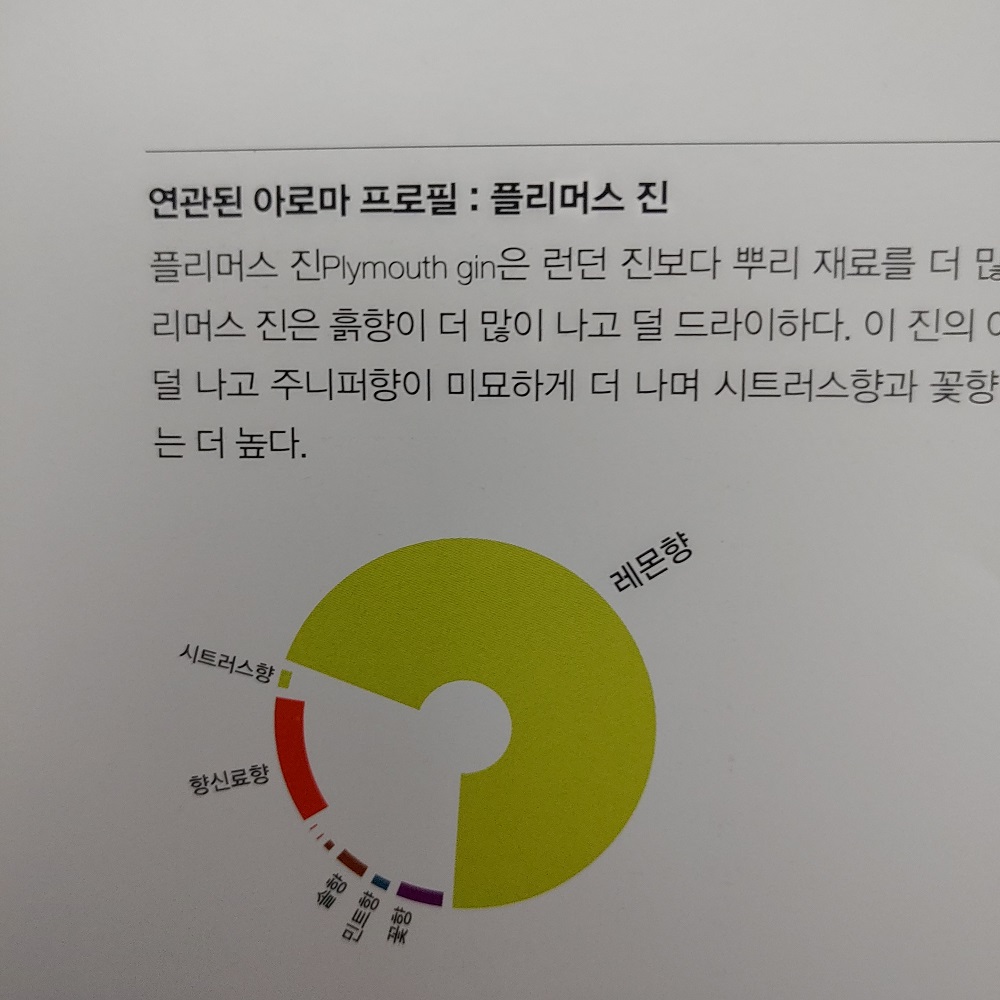 연관된 아로마 프로필 : 플리머스 진
플리머스 진Plymouth gin은 런던 진보다 뿌리 재료를 더
리머스 진은 흙향이 더 많이 나고 덜 드라이하다. 이 진의
덜 나고 주니퍼향이 미묘하게 더 나며 시트러스향과 꽃향
는 더 높다.
레몬향
시트러스향
향신료향
솔향
민트향
꽃향